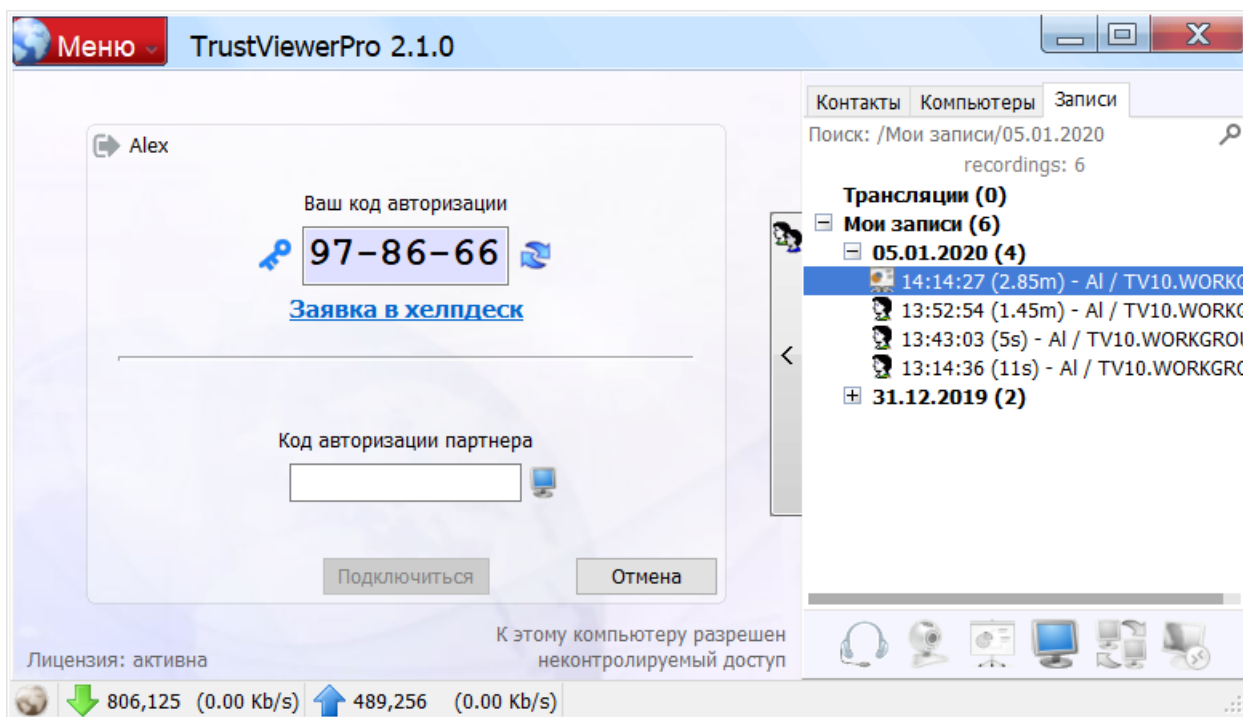 Меню
TrustViewerPro 2.1.0
Alex
Ваш код авторизации
97-86-66
Заявка в хелпдеск
Код авторизации партнера
Подключиться
Отмена
К этому компьютеру разрешен
неконтролируемый доступ
Лицензия: активна
Контакты Компьютеры Записи
Поиск: /Мои записи/05.01.2020
recordings: 6
Трансляции (0)
Мои записи (6)
05.01.2020 (4)
14:14:27 (2.85m) - Al / TV10.WORKG
13:52:54 (1.45m) - Al / TV10.WORKG
13:43:03 (5s) - Al / TV10.WORKGROU
13:14:36 (11s) - Al / TV10.WORKGRO
31.12.2019 (2)
806,125 (0.00 Kb/s) 489,256 (0.00 Kb/s)